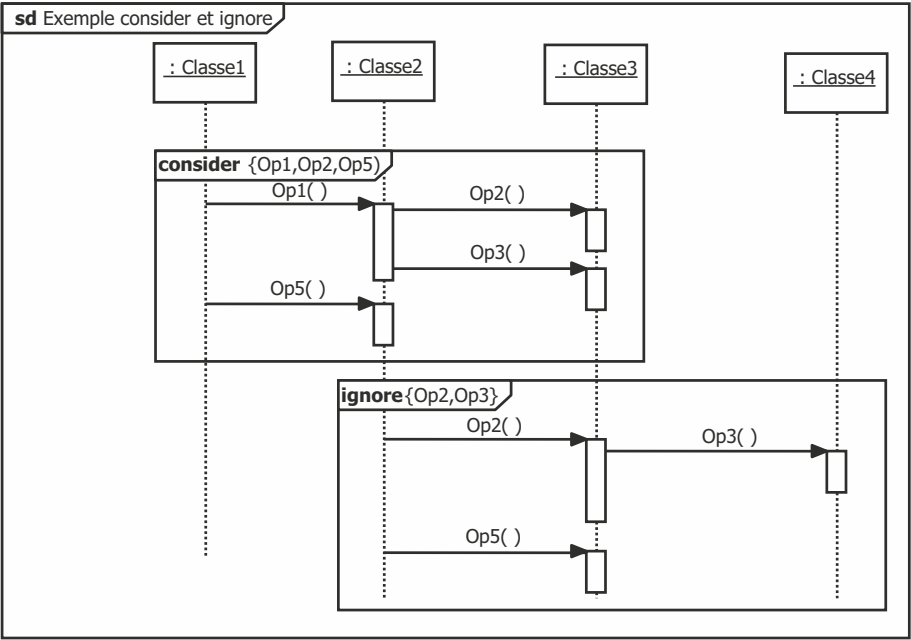 sd Exemple consider et ignore
: Classe1
: Classe2
: Classe3
: Classe4
consider {Op1,Op2,Op5)
Op1( )
Op2( )
Op3( )
Op5( )
ignore{Op2,Op3}
Op2( )
Op3( )
Op5( )